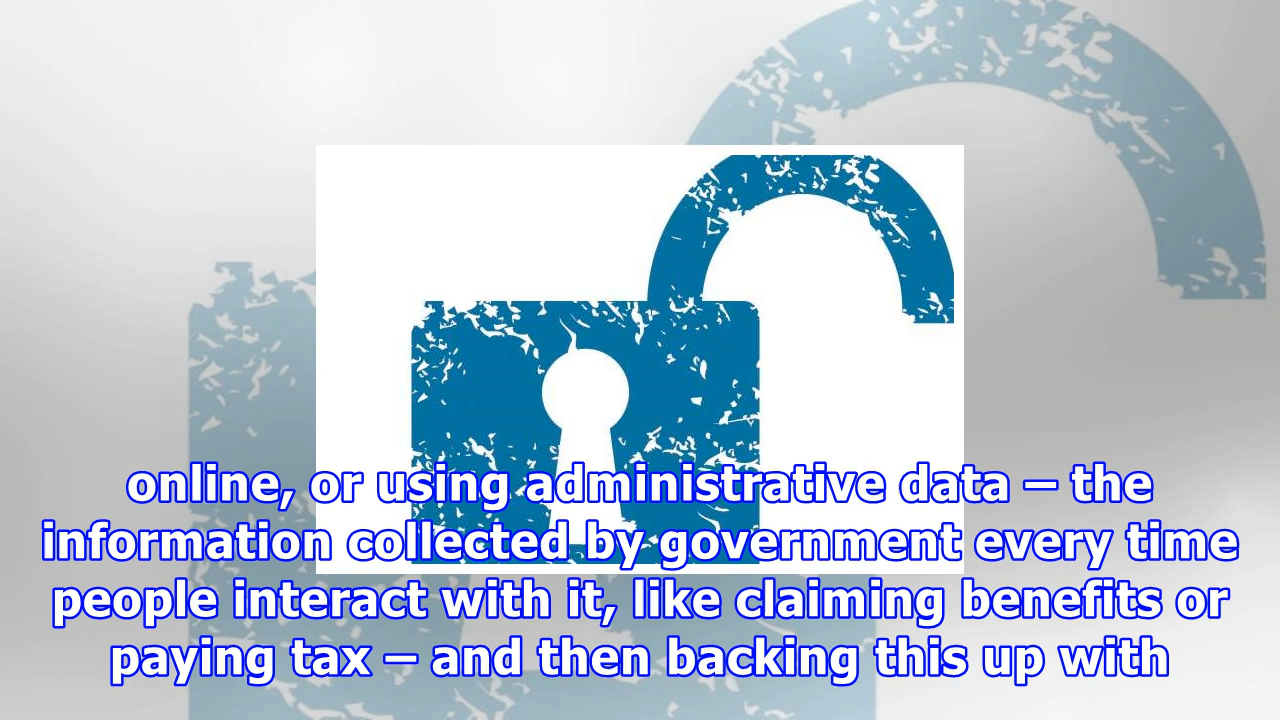 online, or using administrative data – the
information collected by government every time
people interact with it, like claiming benefits or
paying tax – and then backing this up with